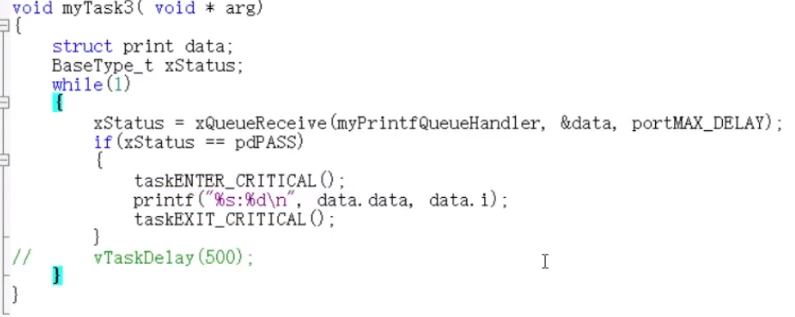 void myTask3( void * arg)
{
struct print data;
BaseType_t xStatus;
while(1)
{
xStatus = xQueueReceive(myPrintfQueueHandler, &data, portMAX_DELAY);
if(xStatus == pdPASS)
{
taskENTER_CRITICAL();
printf("%s:%d\n", data.data, data.i);
taskEXIT_CRITICAL();
}
// vTaskDelay(500);
}
}